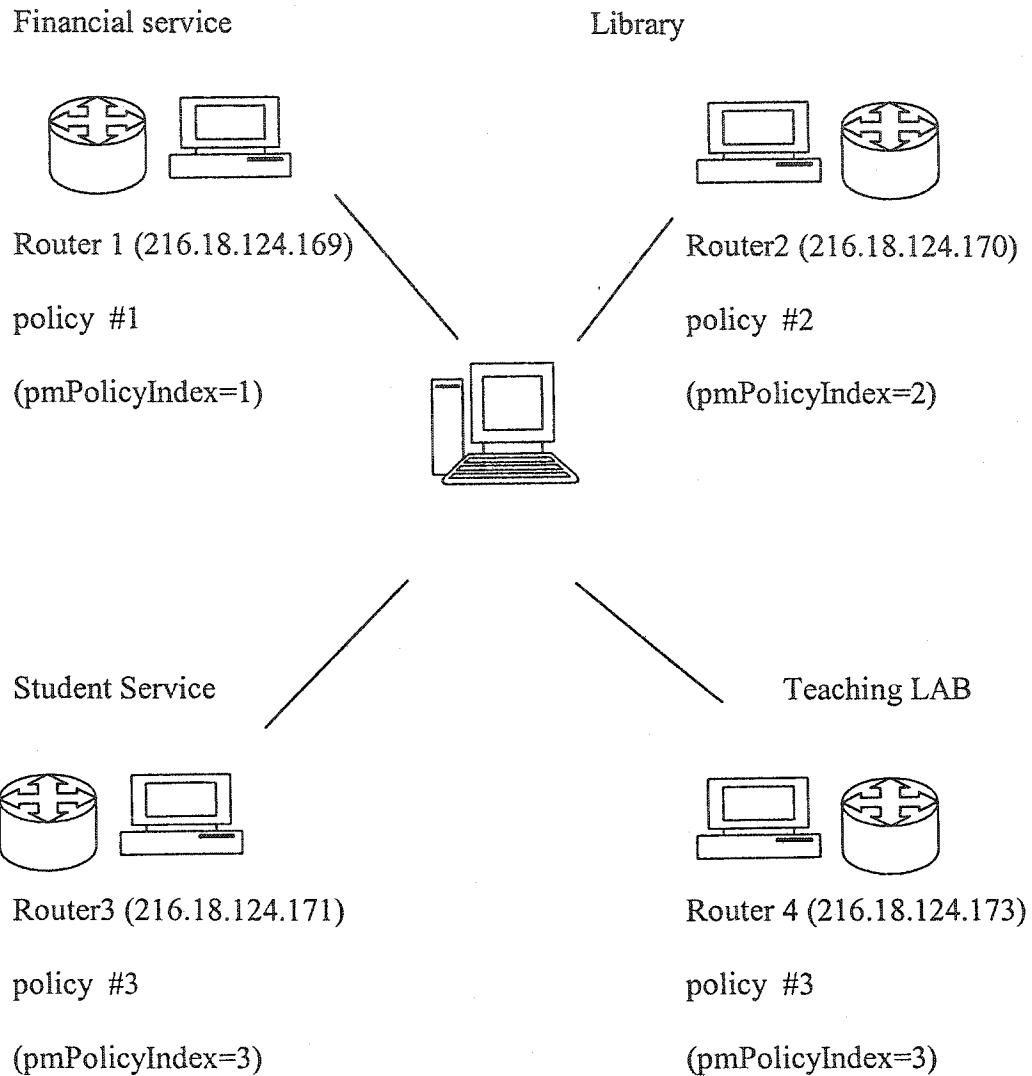 Financial service
Library
Router 1 (216.18.124.169)
policy #1
(pmPolicyIndex=1)
Router2 (216.18.124.170)
policy #2
(pmPolicyIndex=2)
Student Service
Teaching LAB
Router3 (216.18.124.171)
policy #3
(pmPolicyIndex=3)
Router 4 (216.18.124.173)
policy #3
(pmPolicyIndex=3)